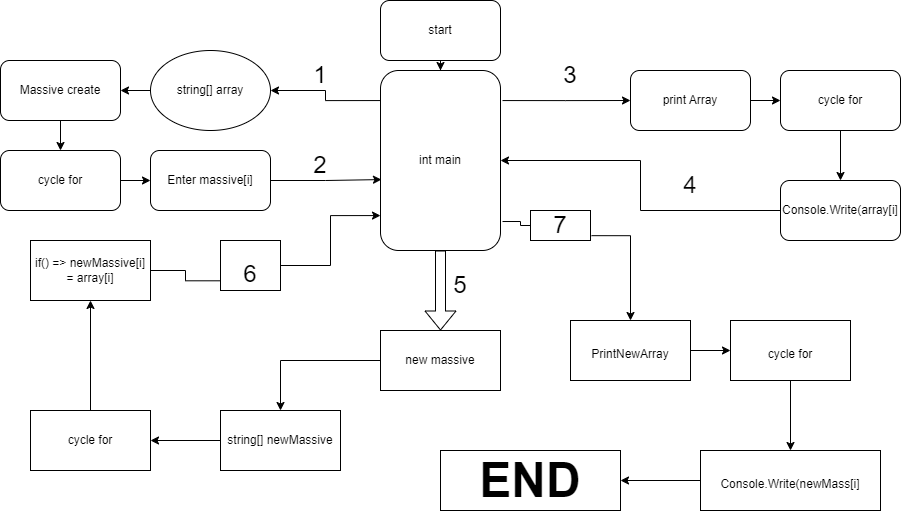 start
1
3
Massive create
string[] array
print Array
cycle for
int main
2
4
cycle for
Enter massive[i]
Console.Write(array[i]
7
if() => newMassive[i]
= array[i]
6
5
new massive
PrintNewArray
cycle for
cycle for
string[] newMassive
END
Console.Write(newMass[i]